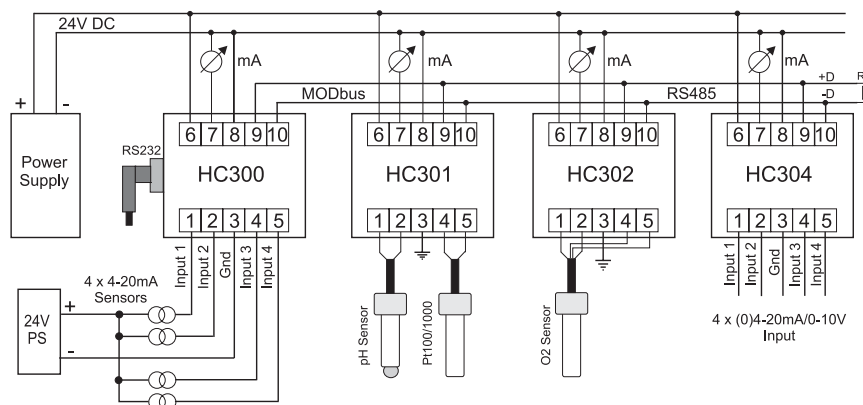 24V DC
+
-
mA
mA
mA
mA
+D
R
MODbus
RS485
-D
Power
Supply
RS232
6 7 8 9 10
HC300
1 2 3 4 5
6 7 8 9 10
HC301
1 2 3 4 5
6 7 8 9 10
HC302
1 2 3 4 5
6 7 8 9 10
HC304
1 2 3 4 5
4 x 4-20mA
Sensors
Input 1
Input 2
Gnd
Input 3
Input 4
24V
PS
+
-
pH Sensor
Pt100/1000
O2 Sensor
Input 1
Input 2
Gnd
Input 3
Input 4
4 x (0)4-20mA/0-10V
Input